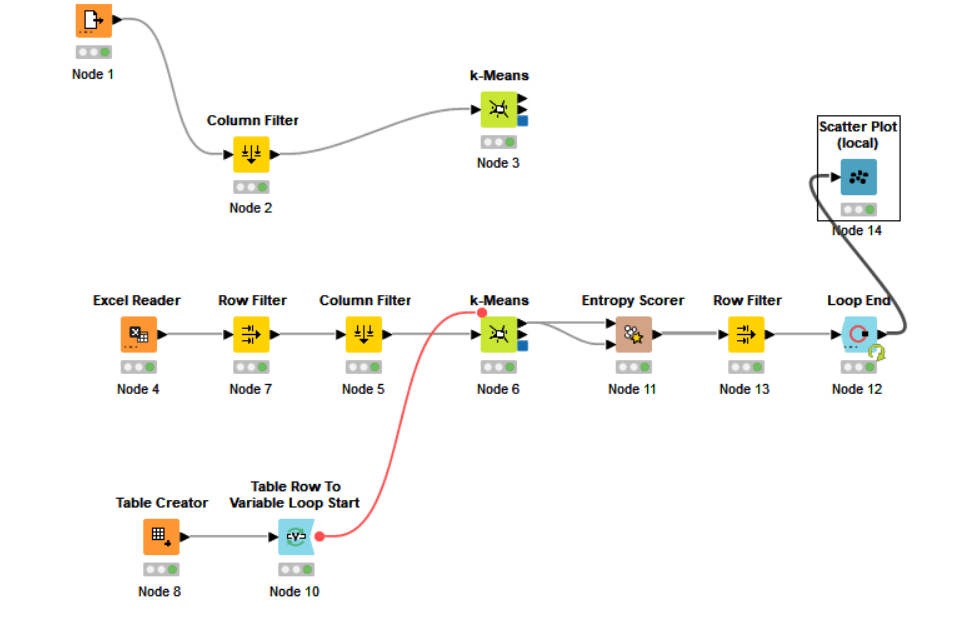 Node 1
k-Means
Node 3
Column Filter
Node 2
Scatter Plot
(local)
Node 14
Excel Reader
Node 4
Row Filter
Node 7
Column Filter
Node 5
k-Means
Node 6
Entropy Scorer
Node 11
Row Filter
Node 13
Loop End
Node 12
Table Creator
Node 8
Table Row To
Variable Loop Start
Node 10